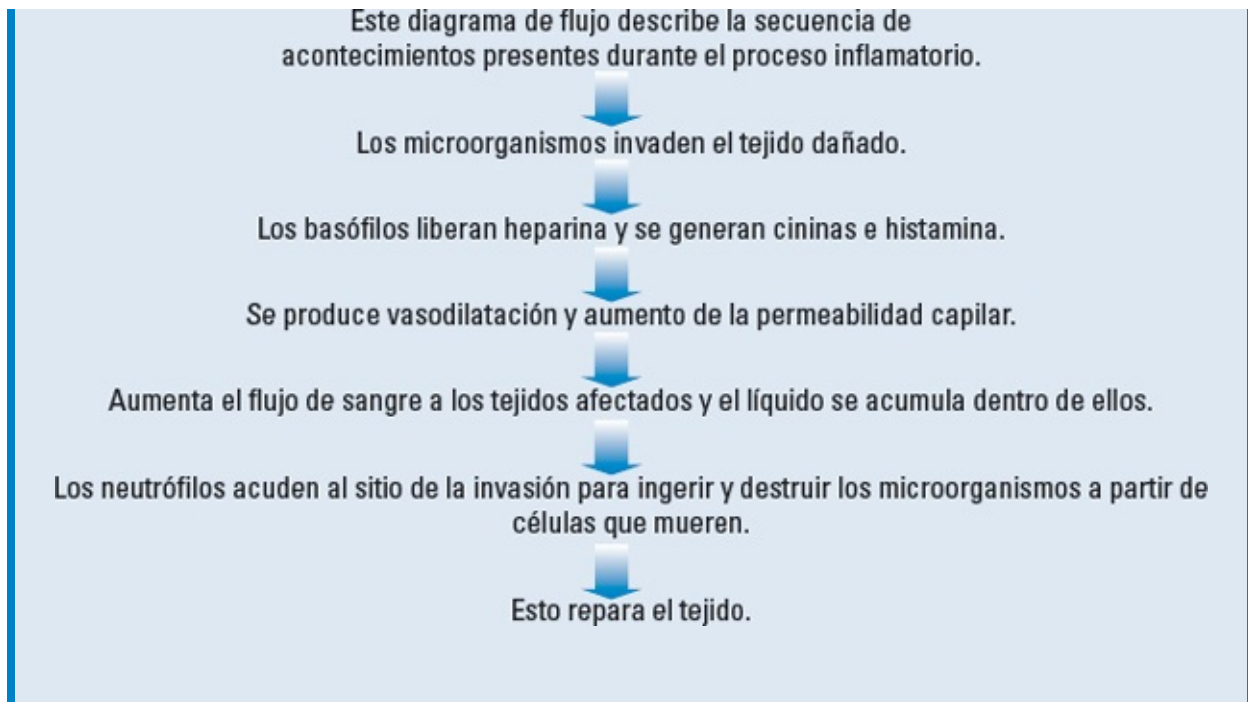 Este diagrama de flujo describe la secuencia de
acontecimientos presentes durante el proceso inflamatorio.
Los microorganismos invaden el tejido dañado.
Los basófilos liberan heparina y se generan cininas e histamina.
Se produce vasodilatación y aumento de la permeabilidad capilar.
Aumenta el flujo de sangre a los tejidos afectados y el líquido se acumula dentro de ellos.
Los neutrófilos acuden al sitio de la invasión para ingerir y destruir los microorganismos a partir de
células que mueren.
Esto repara el tejido.